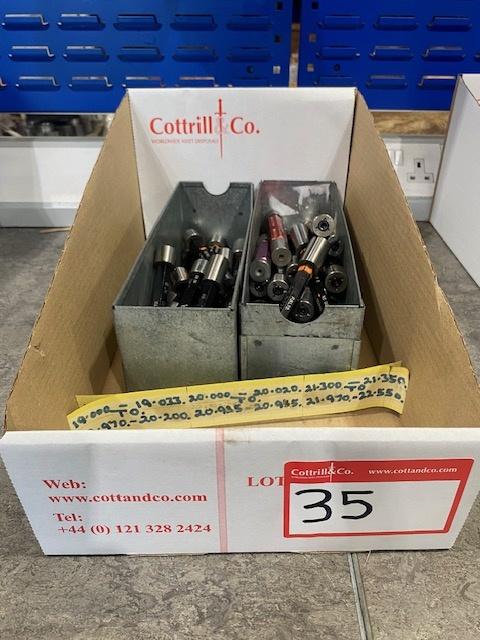 Cottrill & Co.
WORLDWIDE ASSET DISPOSALS
19.000 TO 19.033, 20.000 TO 20.020, 21.300 TO 21.350
.970 - 20.200, 20.925 - 20.945, 21.970 - 22.550
Web:
www.cottandco.com
Tel:
+44 (0) 121 328 2424
LOT
Cottrill & Co. www.cottandco.com
35